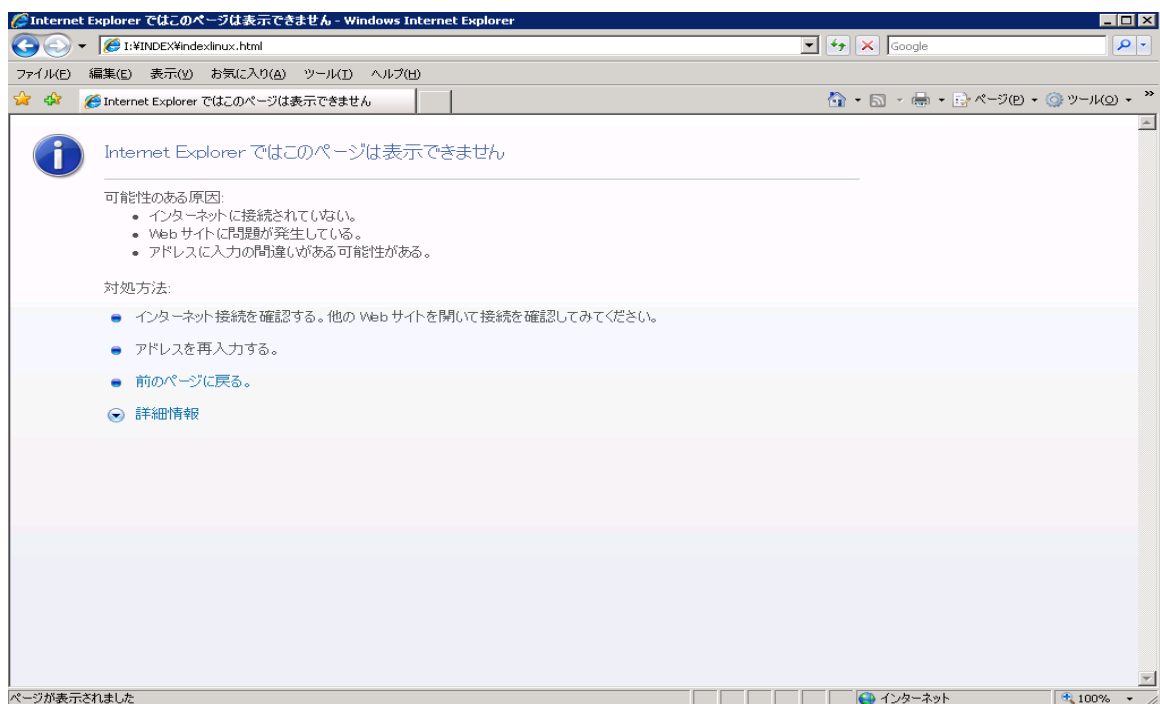 Internet Explorer ではこのページは表示できません - Windows Internet Explorer
I:¥INDEX¥indexlinux.html
Google
ファイル(F) 編集(E) 表示(V) お気に入り(A) ツール(T) ヘルプ(H)
Internet Explorer ではこのページは表示できません
ページ(P) ツール(O) »
Internet Explorer ではこのページは表示できません
可能性のある原因:
インターネットに接続されていない。
Web サイトに問題が発生している。
アドレスに入力の間違いがある可能性がある。
対処方法:
インターネット接続を確認する。他の Web サイトを開いて接続を確認してみてください。
アドレスを再入力する。
前のページに戻る。
詳細情報
ページが表示されました
インターネット
100%